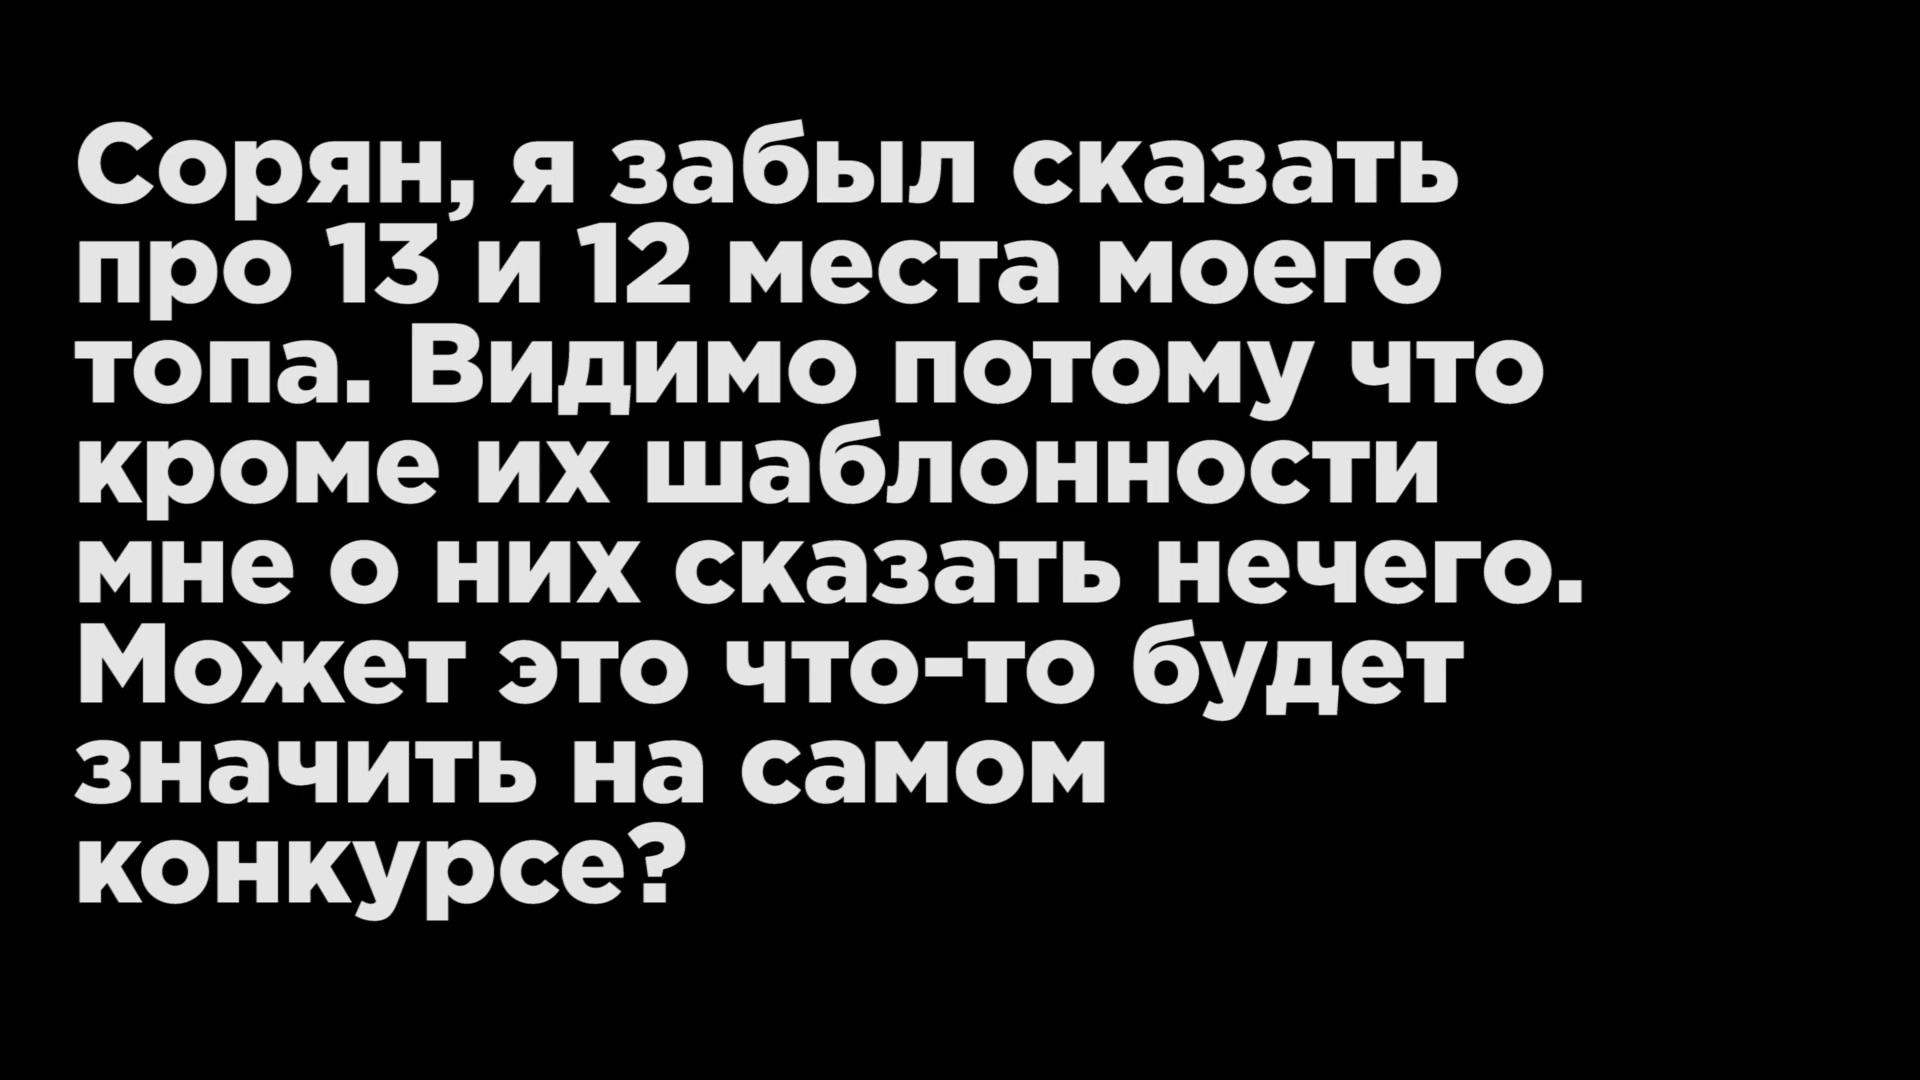 Сорян, я забыл сказать
про 13 и 12 места моего
топа. Видимо потому что
кроме их шаблонности
мне о них сказать нечего.
Может это что-то будет
значить на самом
конкурсе?